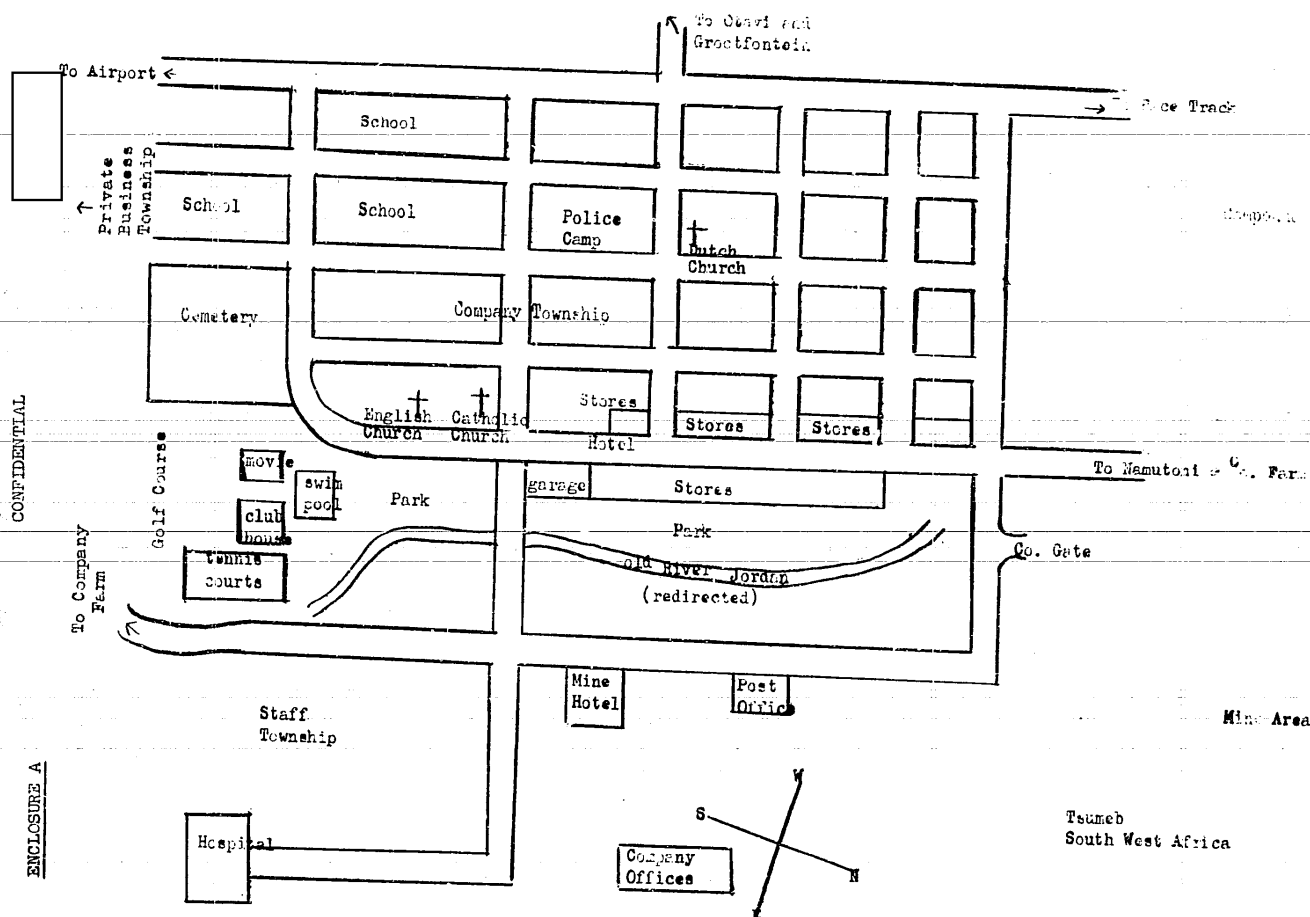 To Otavi and
Grootfontein
To Airport
Race Track
School
Private
Business
Township
School
School
Police
Camp
Dutch
Church
Cemetery
Company Township
English
Church
Catholic
Church
Stores
Hotel
Stores
Stores
To Namutoni & Co. Farm
CONFIDENTIAL
Golf Course
movie
swim
pool
Park
garage
Stores
club
house
Park
tennis
courts
old River Jordan
(redirected)
Co. Gate
To Company
Farm
Mine
Hotel
Post
Office
Staff
Township
Mine Area
ENCLOSURE A
Hospital
Company
Offices
W
S
N
Tsumeb
South West Africa